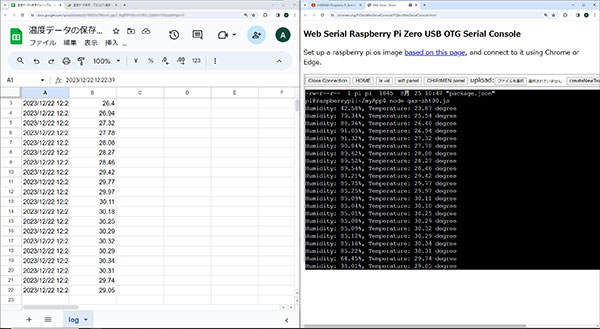 温度データの保存...
ファイル 編集 表示 挿入 ...
100% ¥ % .0 .00 123
A1 fx 2023/12/22 12:22:39
A B
3 2023/12/22 12:2 26.4
4 2023/12/22 12:2 26.94
5 2023/12/22 12:2 27.32
6 2023/12/22 12:2 27.78
7 2023/12/22 12:2 28.08
8 2023/12/22 12:2 28.27
9 2023/12/22 12:2 28.46
10 2023/12/22 12:2 29.42
11 2023/12/22 12:2 29.77
12 2023/12/22 12:2 29.97
13 2023/12/22 12:2 30.11
14 2023/12/22 12:2 30.18
15 2023/12/22 12:2 30.25
16 2023/12/22 12:2 30.29
17 2023/12/22 12:2 30.32
18 2023/12/22 12:2 30.29
19 2023/12/22 12:2 30.34
20 2023/12/22 12:2 30.31
21 2023/12/22 12:2 29.74
22 2023/12/22 12:2 29.05
23
log
Web Serial Raspberry Pi Zero USB OTG Serial Console
Set up a raspberry pi os image based on this page, and connect to it using Chrome or
Edge.
Close Connection HOME ls -al wifi panel CHIRIMEN panel upload: ファイルを選択 選択されていません createNewTe
-rw-r--r-- 1 pi pi 1045 9月 25 10:47 "package.json"
pi@raspberrypi:~/myApp$ node gas-sht30.js
Humidity: 42.58%, Temperature: 23.87 degree
Humidity: 79.34%, Temperature: 25.54 degree
Humidity: 88.76%, Temperature: 26.40 degree
Humidity: 91.05%, Temperature: 26.94 degree
Humidity: 91.32%, Temperature: 27.32 degree
Humidity: 90.84%, Temperature: 27.78 degree
Humidity: 89.62%, Temperature: 28.08 degree
Humidity: 89.52%, Temperature: 28.27 degree
Humidity: 89.54%, Temperature: 28.46 degree
Humidity: 87.21%, Temperature: 29.42 degree
Humidity: 85.75%, Temperature: 29.77 degree
Humidity: 85.25%, Temperature: 29.97 degree
Humidity: 85.09%, Temperature: 30.11 degree
Humidity: 85.04%, Temperature: 30.18 degree
Humidity: 85.01%, Temperature: 30.25 degree
Humidity: 85.08%, Temperature: 30.29 degree
Humidity: 85.09%, Temperature: 30.32 degree
Humidity: 85.12%, Temperature: 30.29 degree
Humidity: 85.16%, Temperature: 30.34 degree
Humidity: 85.22%, Temperature: 30.31 degree
Humidity: 64.45%, Temperature: 29.74 degree
Humidity: 38.01%, Temperature: 29.05 degree